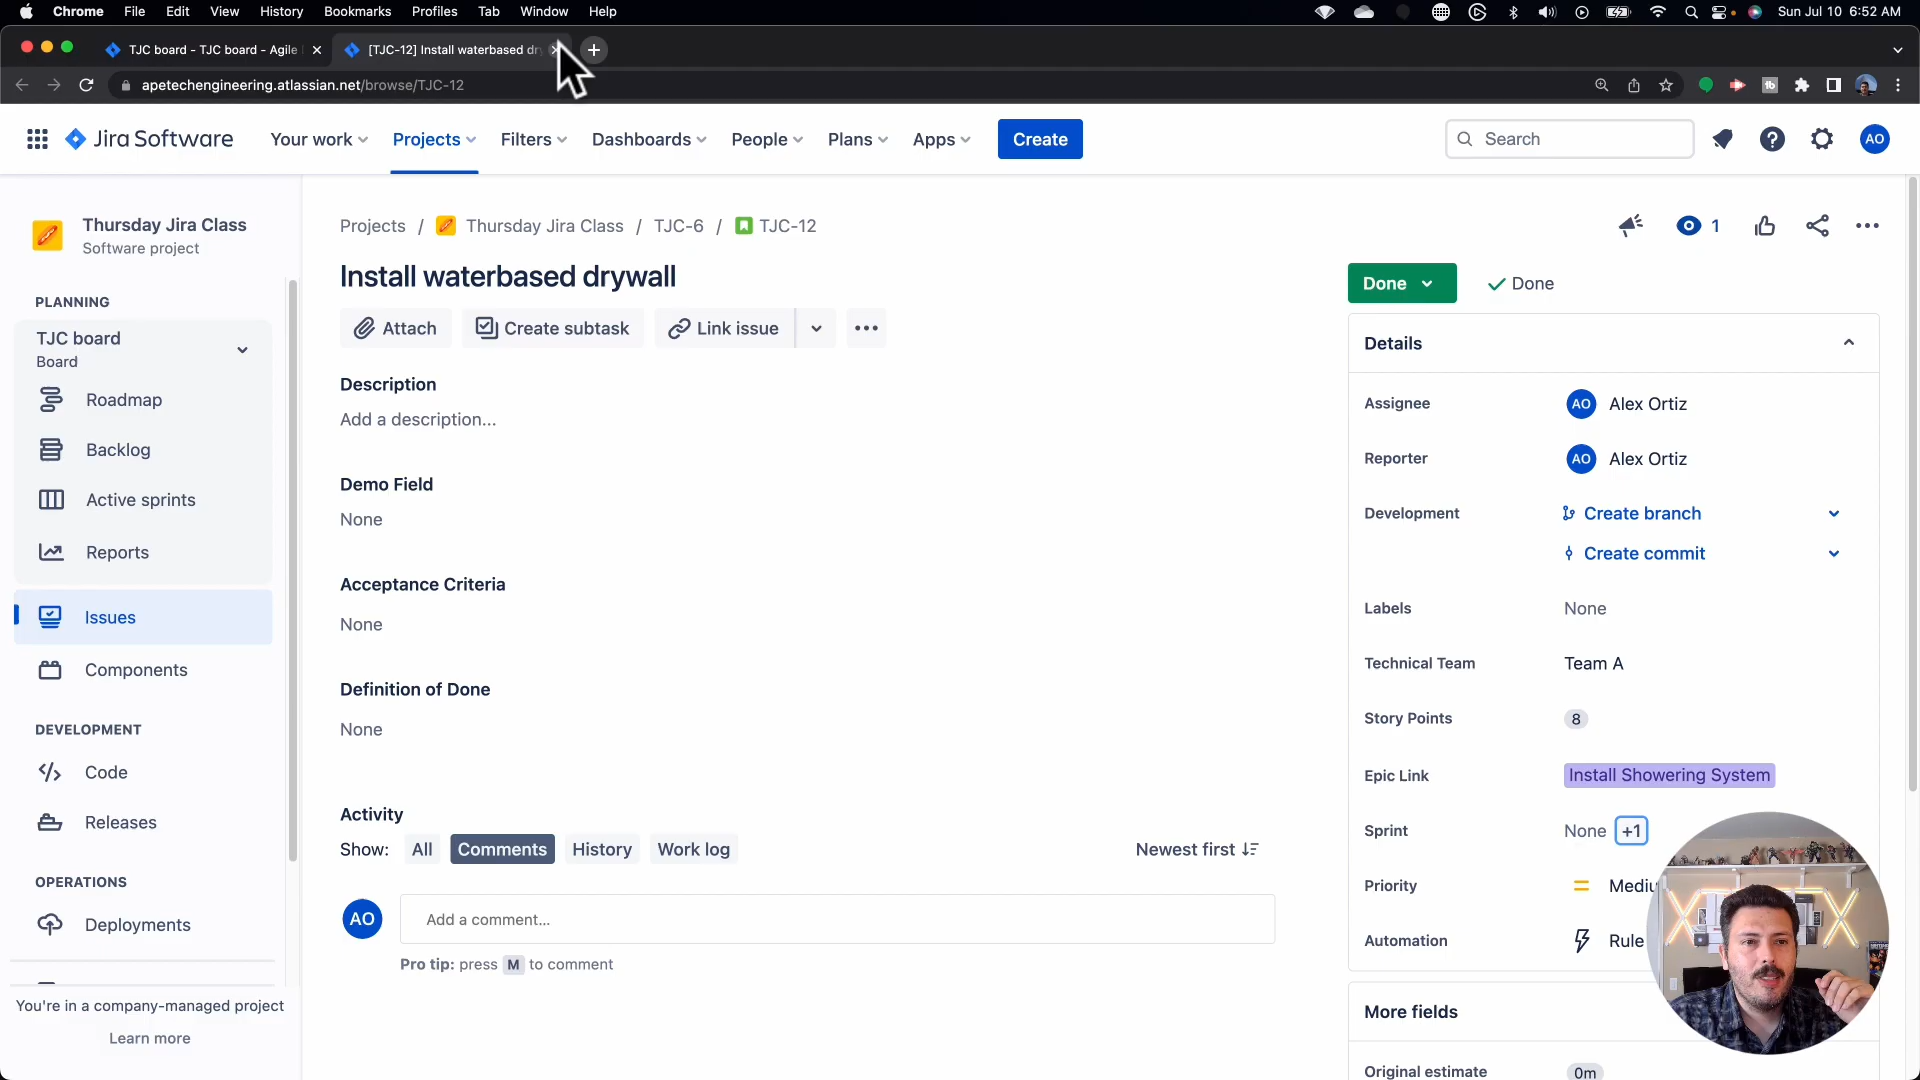 Chrome File Edit View History Bookmarks Profiles Tab Window Help
Sun Jul 10 6:52 AM
TJC board - TJC board - Agile
[TJC-12] Install waterbased dr
apetechengineering.atlassian.net/browse/TJC-12
Jira Software
Your work
Projects
Filters
Dashboards
People
Plans
Apps
Create
Search
AO
Thursday Jira Class
Software project
PLANNING
TJC board
Board
Roadmap
Backlog
Active sprints
Reports
Issues
Components
DEVELOPMENT
Code
Releases
OPERATIONS
Deployments
You're in a company-managed project
Learn more
Projects / Thursday Jira Class / TJC-6 / TJC-12
1
Install waterbased drywall
Attach
Create subtask
Link issue
Description
Add a description...
Demo Field
None
Acceptance Criteria
None
Definition of Done
None
Activity
Show: All Comments History Work log
Newest first
AO
Add a comment...
Pro tip: press M to comment
Done
Done
Details
Assignee
AO Alex Ortiz
Reporter
AO Alex Ortiz
Development
Create branch
Create commit
Labels
None
Technical Team
Team A
Story Points
8
Epic Link
Install Showering System
Sprint
None +1
Priority
Mediu
Automation
Rule
More fields
Original estimate
0m